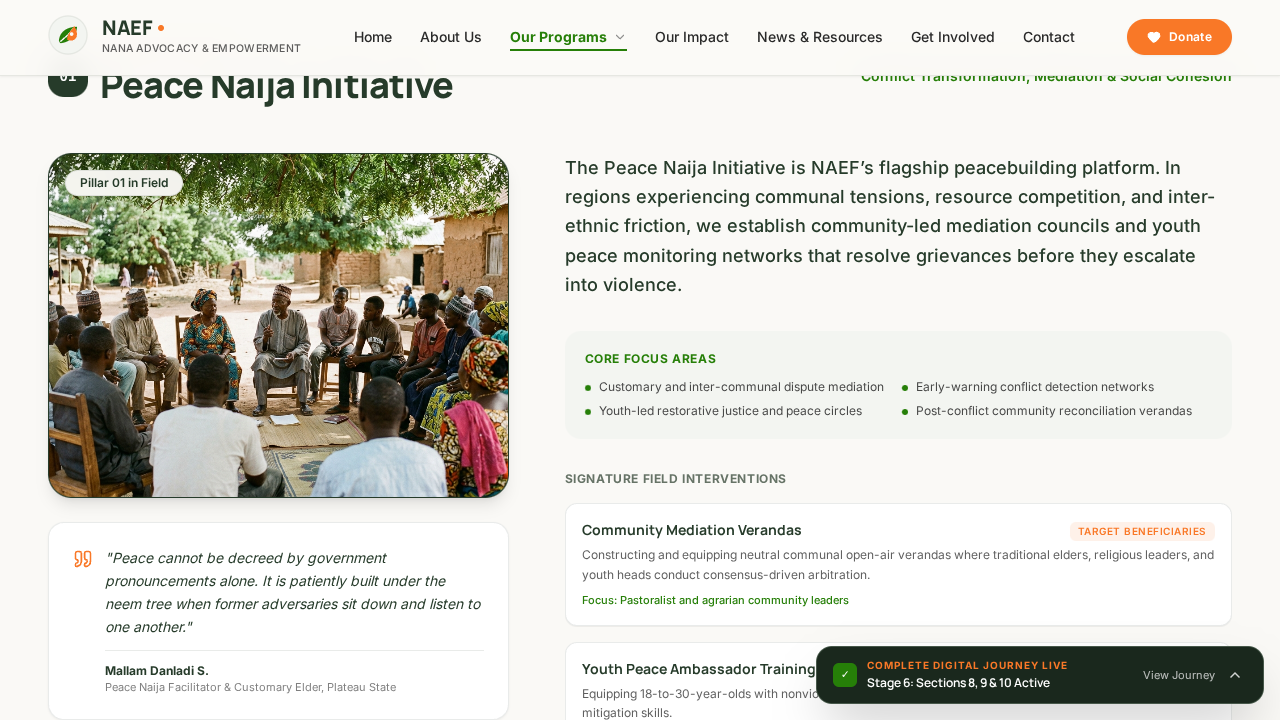 NAEF
NANA ADVOCACY & EMPOWERMENT
Home
About Us
Our Programs
Our Impact
News & Resources
Get Involved
Contact
Donate
01
Peace Naija Initiative
Conflict Transformation, Mediation & Social Cohesion
Pillar 01 in Field
"Peace cannot be decreed by government
pronouncements alone. It is patiently built under the
neem tree when former adversaries sit down and listen to
one another."
Mallam Danladi S.
Peace Naija Facilitator & Customary Elder, Plateau State
The Peace Naija Initiative is NAEF’s flagship peacebuilding platform. In
regions experiencing communal tensions, resource competition, and inter-
ethnic friction, we establish community-led mediation councils and youth
peace monitoring networks that resolve grievances before they escalate
into violence.
CORE FOCUS AREAS
Customary and inter-communal dispute mediation
Early-warning conflict detection networks
Youth-led restorative justice and peace circles
Post-conflict community reconciliation verandas
SIGNATURE FIELD INTERVENTIONS
Community Mediation Verandas
TARGET BENEFICIARIES
Constructing and equipping neutral communal open-air verandas where traditional elders, religious leaders, and
youth heads conduct consensus-driven arbitration.
Focus: Pastoralist and agrarian community leaders
Youth Peace Ambassador Training
Equipping 18-to-30-year-olds with
mitigation skills.
COMPLETE DIGITAL JOURNEY LIVE
Stage 6: Sections 8, 9 & 10 Active
View Journey